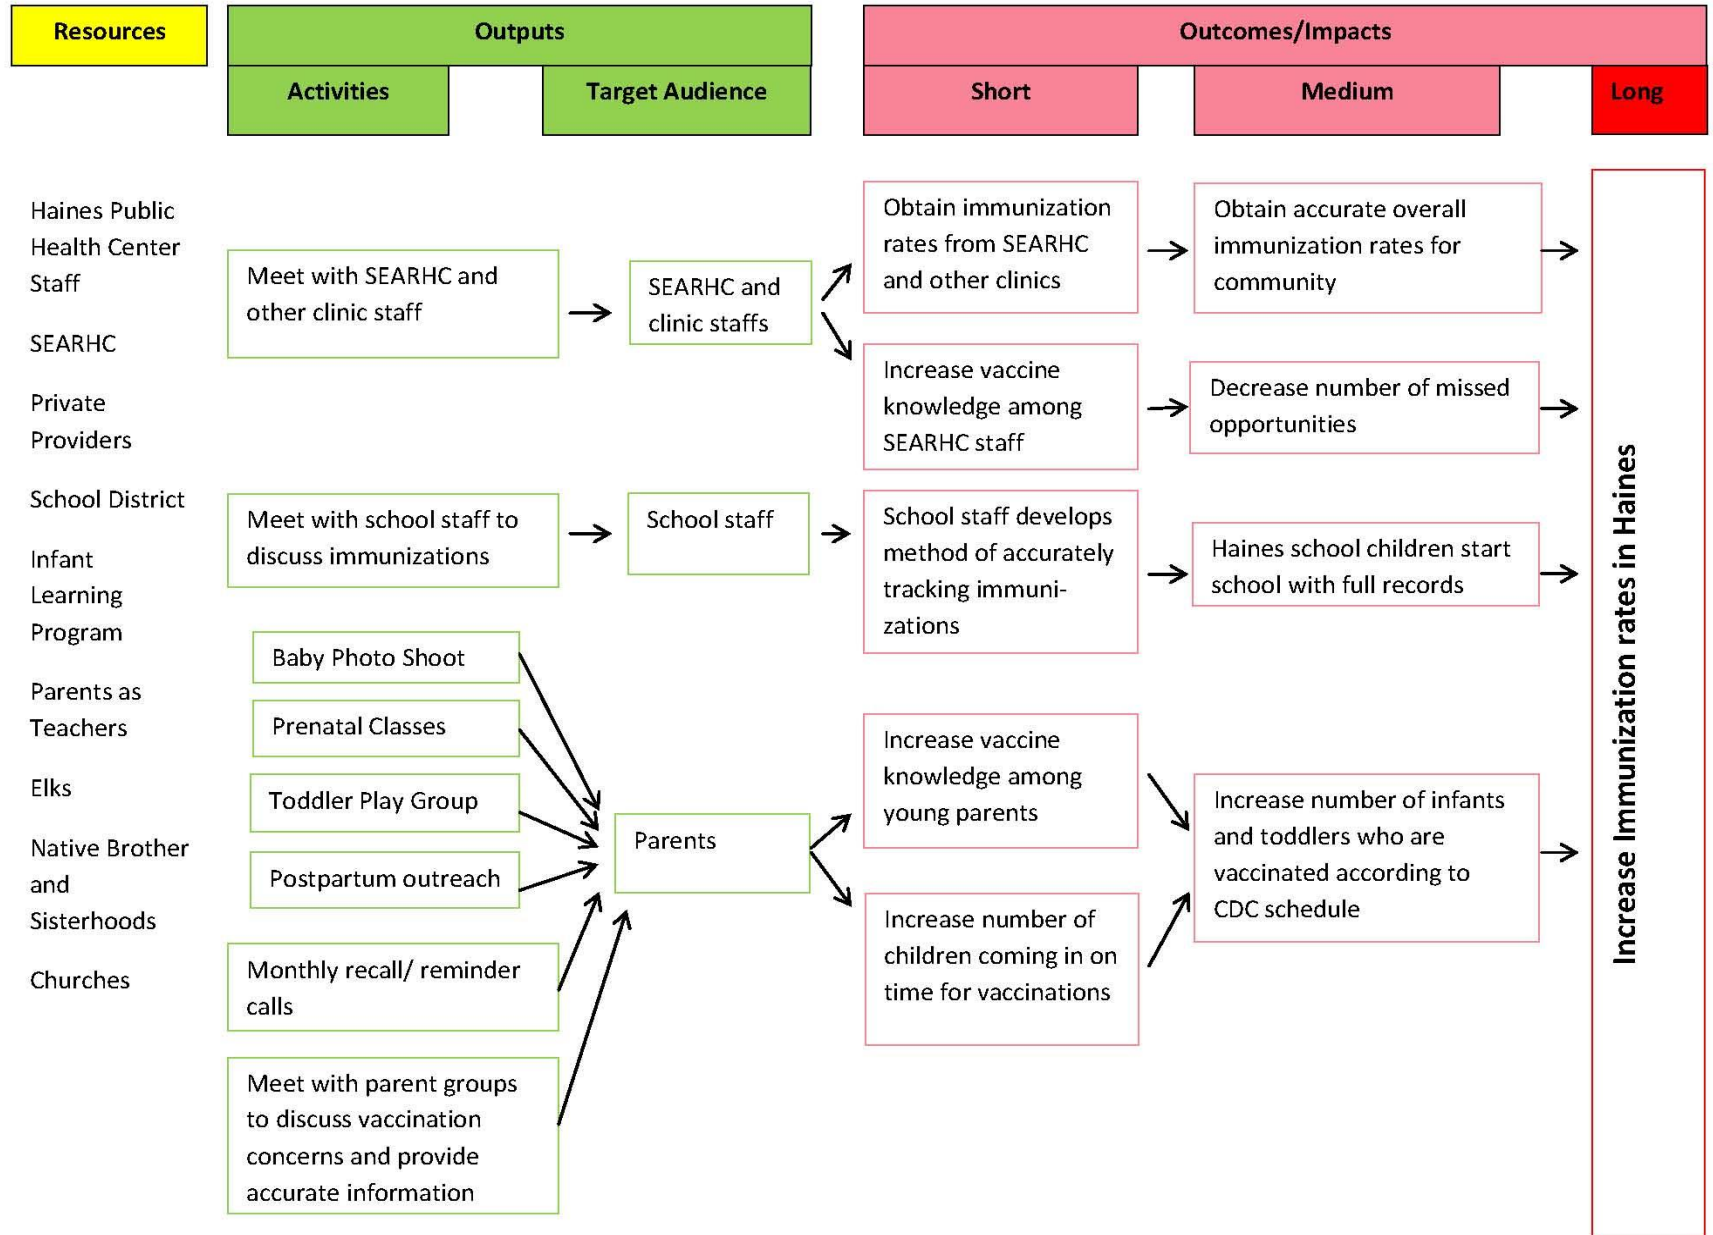 Resources
Outputs
Outcomes/Impacts
Activities
Target Audience
Short
Medium
Long
Haines Public
Health Center
Staff
SEARHC
Private
Providers
School District
Infant
Learning
Program
Parents as
Teachers
Elks
Native Brother
and
Sisterhoods
Churches
Meet with SEARHC and
other clinic staff
Meet with school staff to
discuss immunizations
Baby Photo Shoot
Prenatal Classes
Toddler Play Group
Postpartum outreach
Monthly recall/ reminder
calls
Meet with parent groups
to discuss vaccination
concerns and provide
accurate information
SEARHC and
clinic staffs
School staff
Parents
Obtain immunization
rates from SEARHC
and other clinics
Increase vaccine
knowledge among
SEARHC staff
School staff develops
method of accurately
tracking immuni-
zations
Increase vaccine
knowledge among
young parents
Increase number of
children coming in on
time for vaccinations
Obtain accurate overall
immunization rates for
community
Decrease number of missed
opportunities
Haines school children start
school with full records
Increase number of infants
and toddlers who are
vaccinated according to
CDC schedule
Increase Immunization rates in Haines